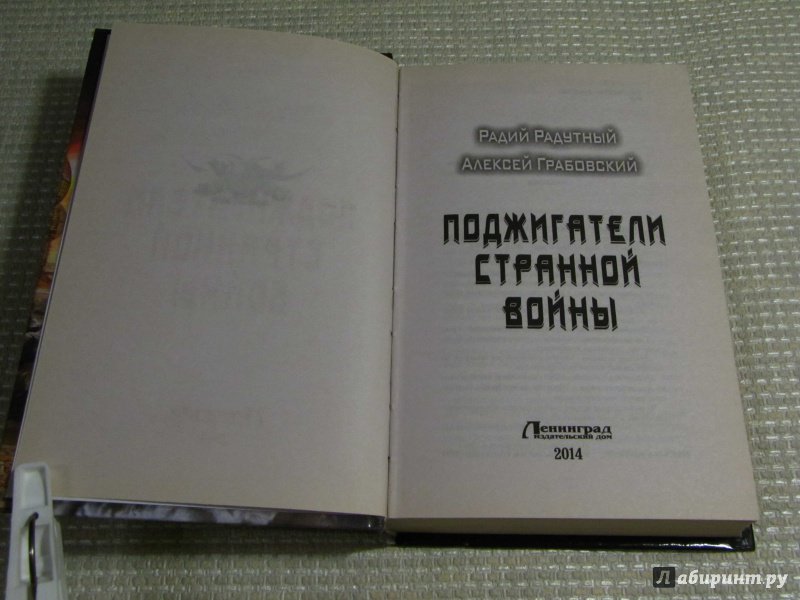 Радий Радутный
Алексей Грабовский
ПОДЖИГАТЕЛИ
СТРАННОЙ
ВОЙНЫ
Ленинград
издательский дом
2014
Лабиринт.ру